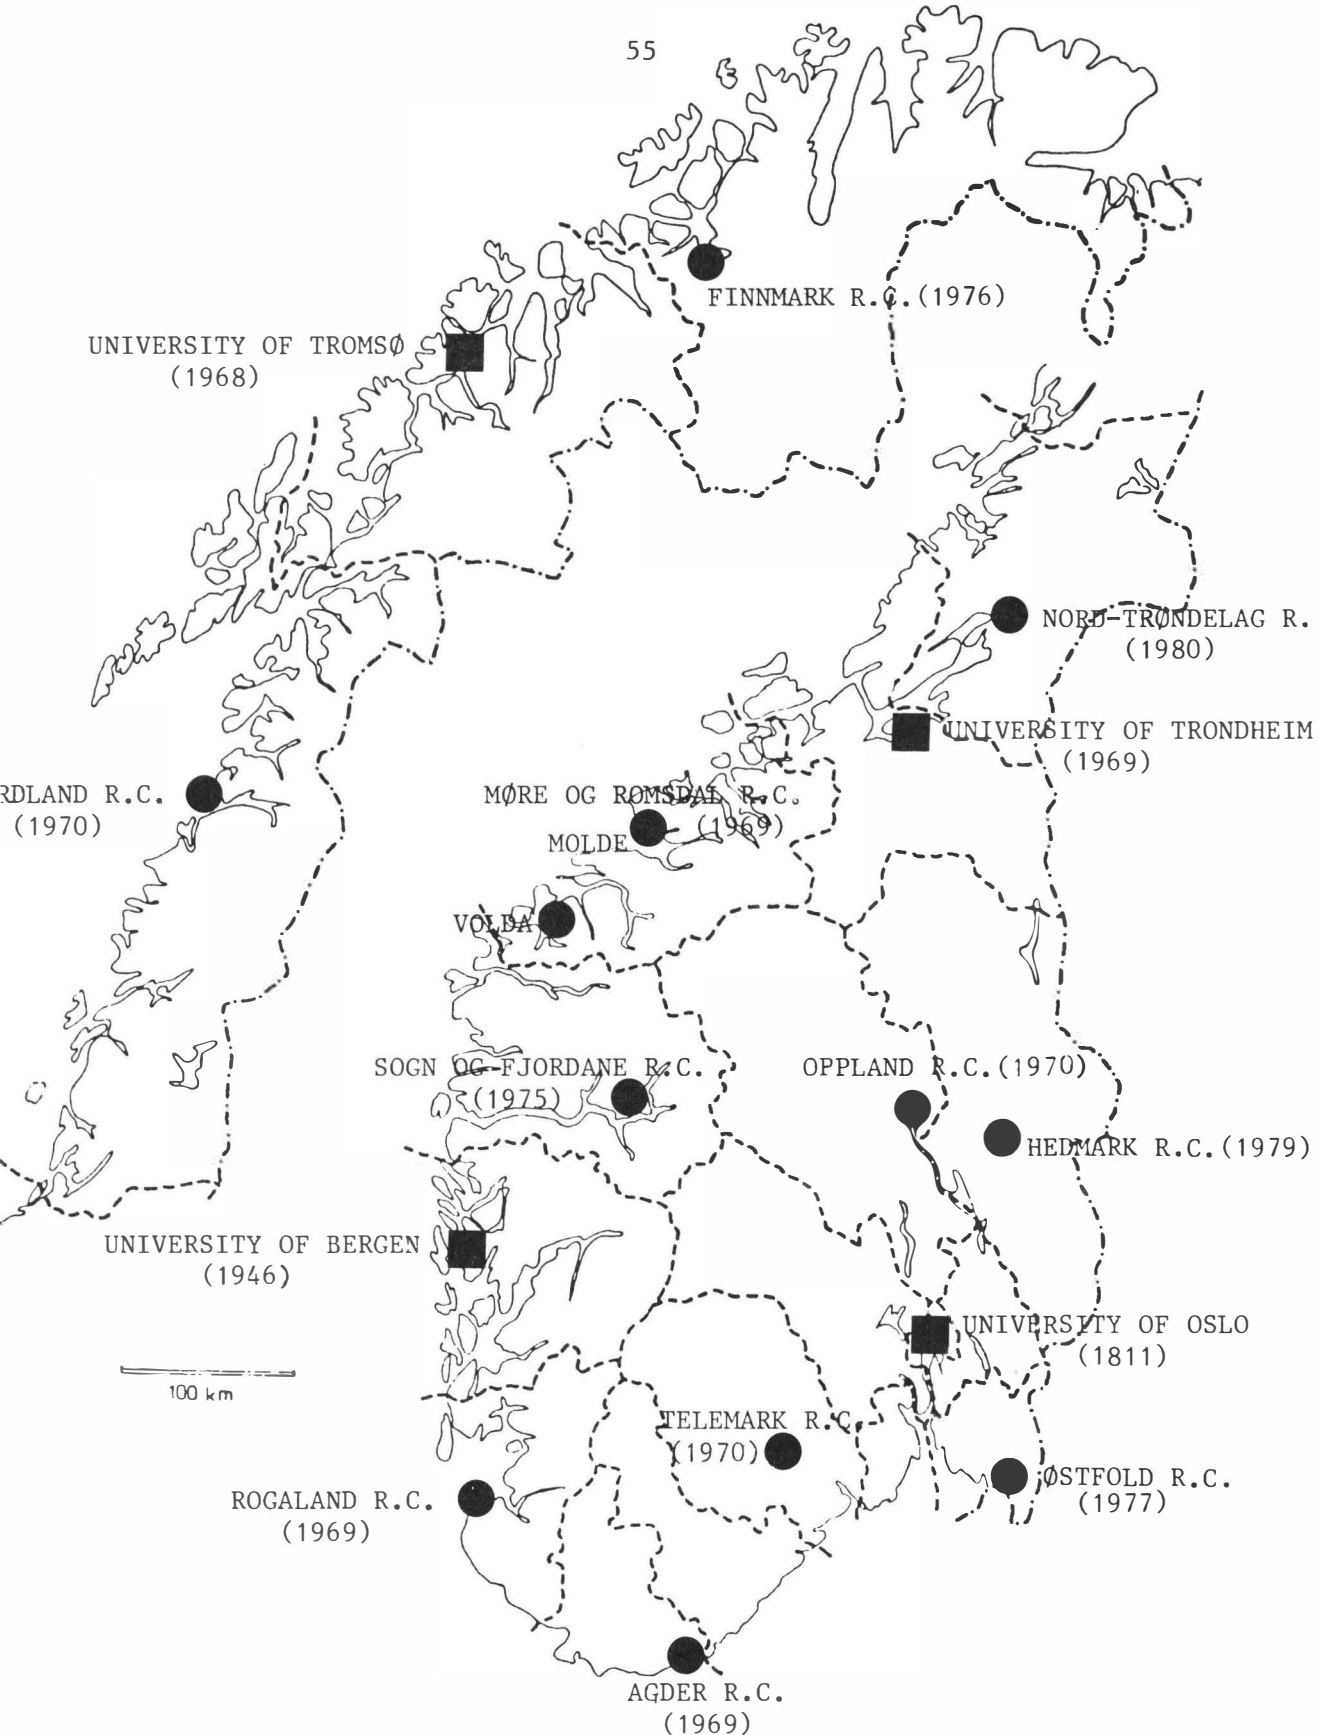 55
FINNMARK R.C.(1976)
UNIVERSITY OF TROMSØ
(1968)
NORD-TRØNDELAG R.
(1980)
UNIVERSITY OF TRONDHEIM
(1969)
RDLAND R.C.
(1970)
MØRE OG ROMSDAL R.C.
(1969)
MOLDE
VOLDA
SOGN OG FJORDANE R.C.
(1975)
OPPLAND R.C.(1970)
HEDMARK R.C.(1979)
UNIVERSITY OF BERGEN
(1946)
UNIVERSITY OF OSLO
(1811)
100 km
TELEMARK R.C.
(1970)
ØSTFOLD R.C.
(1977)
ROGALAND R.C.
(1969)
AGDER R.C.
(1969)